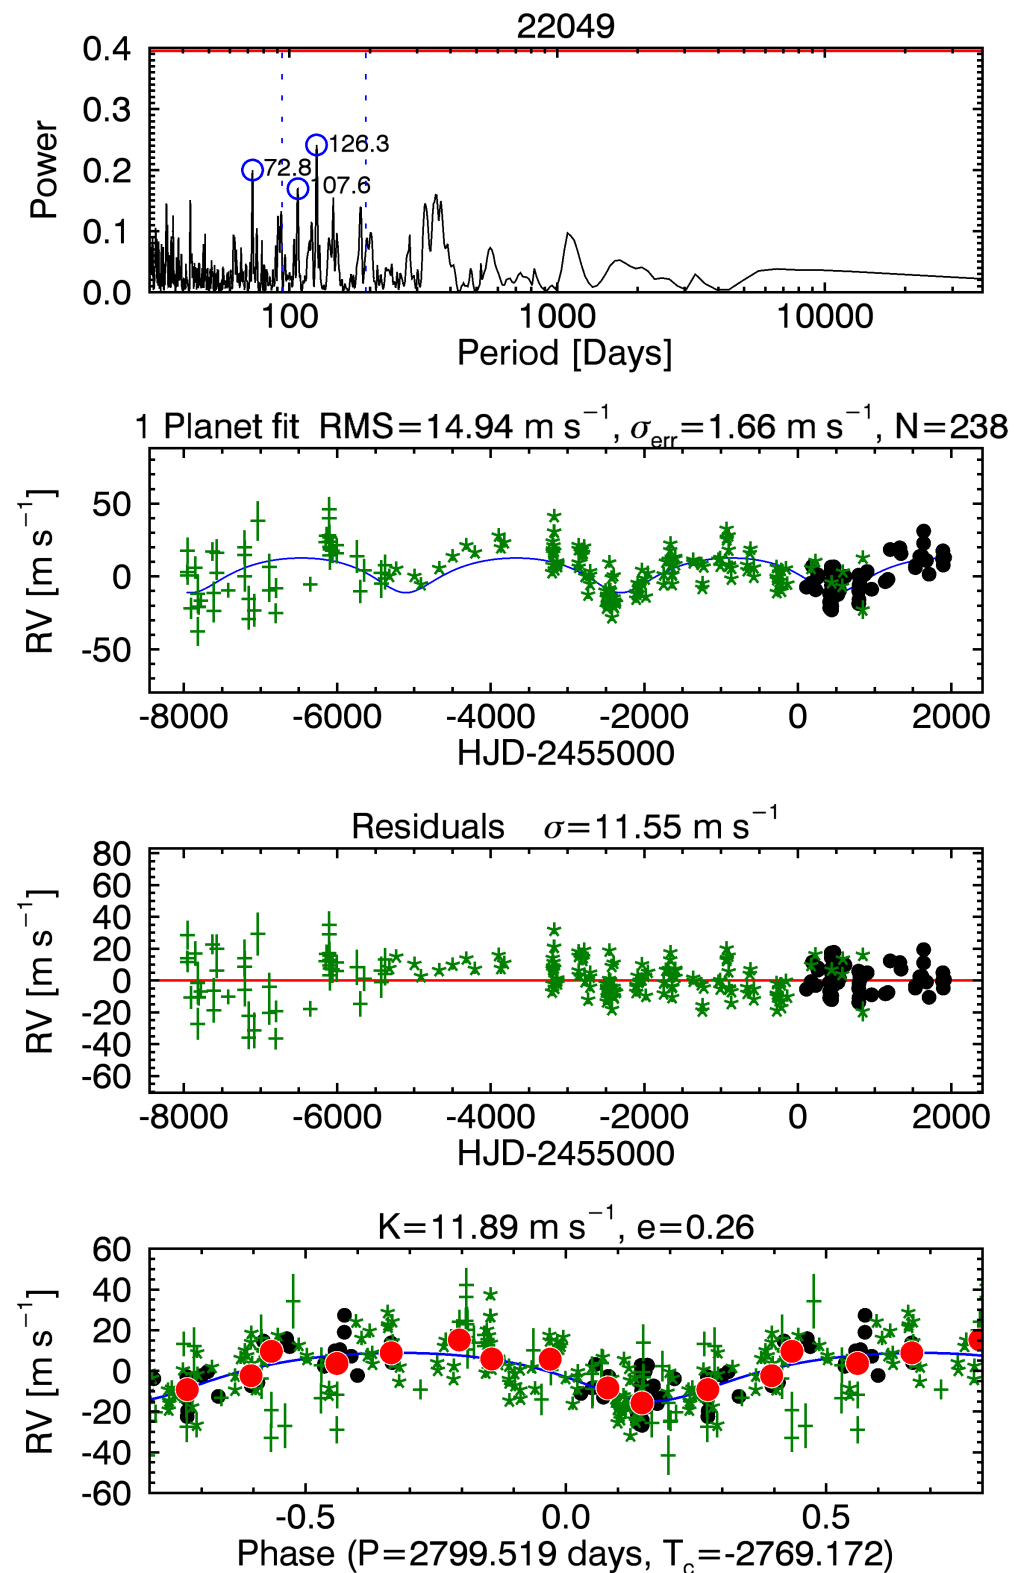 22049
0.4
0.3
0.2
0.1
0.0
Power
126.3
72.8
107.6
100 1000 10000
Period [Days]
1 Planet fit RMS=14.94 m s⁻¹, σ_err=1.66 m s⁻¹, N=238
50
0
-50
RV [m s⁻¹]
-8000 -6000 -4000 -2000 0 2000
HJD-2455000
Residuals σ=11.55 m s⁻¹
80
60
40
20
0
-20
-40
-60
RV [m s⁻¹]
-8000 -6000 -4000 -2000 0 2000
HJD-2455000
K=11.89 m s⁻¹, e=0.26
60
40
20
0
-20
-40
-60
RV [m s⁻¹]
-0.5 0.0 0.5
Phase (P=2799.519 days, T_c=-2769.172)